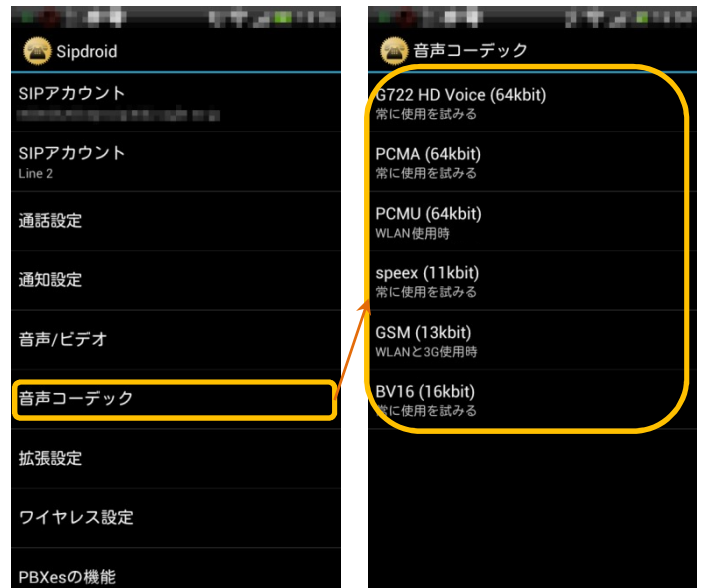 Sipdroid
SIPアカウント
SIPアカウント
Line 2
通話設定
通知設定
音声/ビデオ
音声コーデック
拡張設定
ワイヤレス設定
PBXesの機能
音声コーデック
G722 HD Voice (64kbit)
常に使用を試みる
PCMA (64kbit)
常に使用を試みる
PCMU (64kbit)
WLAN使用時
speex (11kbit)
常に使用を試みる
GSM (13kbit)
WLANと3G使用時
BV16 (16kbit)
常に使用を試みる